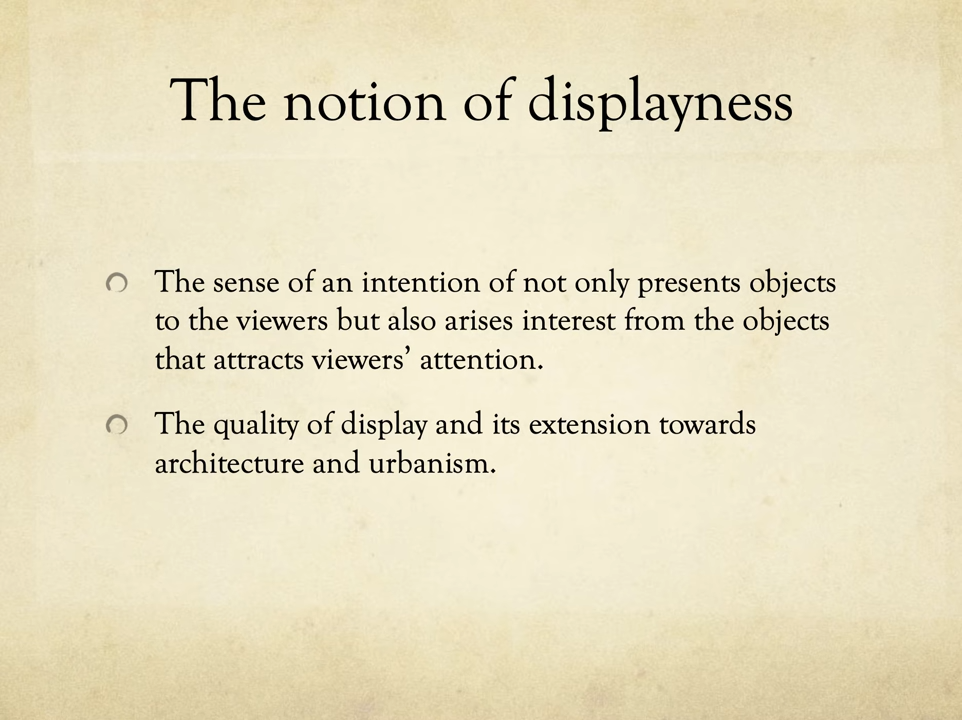 The notion of displayness
The sense of an intention of not only presents objects
to the viewers but also arises interest from the objects
that attracts viewers’ attention.
The quality of display and its extension towards
architecture and urbanism.